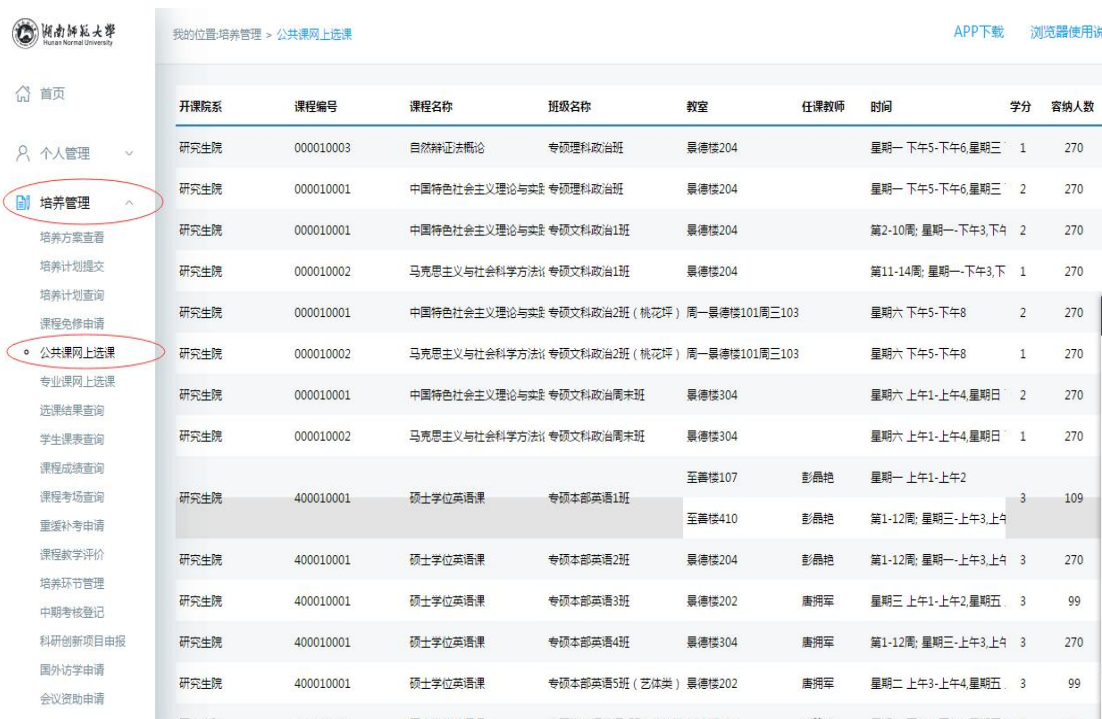 湖南师范大学
Hunan Normal University
我的位置:培养管理 > 公共课网上选课
APP下载 浏览器使用说
首页
个人管理
培养管理
培养方案查看
培养计划提交
培养计划查询
课程免修申请
公共课网上选课
专业课网上选课
选课结果查询
学生课表查询
课程成绩查询
课程考场查询
重缓补考申请
课程教学评价
培养环节管理
中期考核登记
科研创新项目申报
国外访学申请
会议资助申请
开课院系 课程编号 课程名称 班级名称 教室 任课教师 时间 学分 容纳人数
研究生院 000010003 自然辩证法概论 专硕理科政治班 景德楼204 星期一 下午5-下午6,星期三 1 270
研究生院 000010001 中国特色社会主义理论与实 专硕理科政治班 景德楼204 星期一 下午5-下午6,星期三 2 270
研究生院 000010001 中国特色社会主义理论与实 专硕文科政治1班 景德楼204 第2-10周; 星期一-下午3,下午 2 270
研究生院 000010002 马克思主义与社会科学方法 专硕文科政治1班 景德楼204 第11-14周; 星期一-下午3,下 1 270
研究生院 000010001 中国特色社会主义理论与实 专硕文科政治2班（桃花坪） 周一景德楼101周三103 星期六 下午5-下午8 2 270
研究生院 000010002 马克思主义与社会科学方法 专硕文科政治2班（桃花坪） 周一景德楼101周三103 星期六 下午5-下午8 1 270
研究生院 000010001 中国特色社会主义理论与实 专硕文科政治周末班 景德楼304 星期六 上午1-上午4,星期日 2 270
研究生院 000010002 马克思主义与社会科学方法 专硕文科政治周末班 景德楼304 星期六 上午1-上午4,星期日 1 270
至善楼107 彭晶艳 星期一 上午1-上午2
研究生院 400010001 硕士学位英语课 专硕本部英语1班 3 109
至善楼410 彭晶艳 第1-12周; 星期三-上午3,上午
研究生院 400010001 硕士学位英语课 专硕本部英语2班 景德楼204 彭晶艳 第1-12周; 星期一-上午3,上午 3 270
研究生院 400010001 硕士学位英语课 专硕本部英语3班 景德楼202 唐拥军 星期三 上午1-上午2,星期五 3 99
研究生院 400010001 硕士学位英语课 专硕本部英语4班 景德楼304 唐拥军 第1-12周; 星期三-上午3,上午 3 270
研究生院 400010001 硕士学位英语课 专硕本部英语5班（艺体类） 景德楼202 唐拥军 星期二 上午3-上午4,星期五 3 99